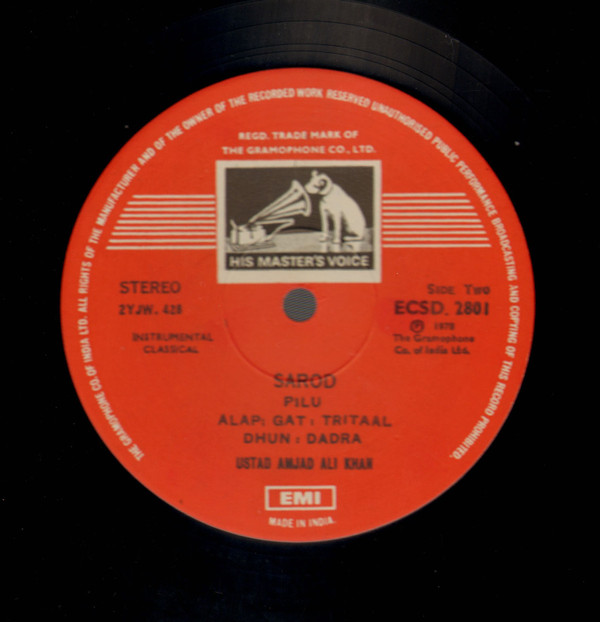 THE GRAMOPHONE CO. OF INDIA LTD. ALL RIGHTS OF THE MANUFACTURER AND OF THE OWNER OF THE RECORDED WORK RESERVED UNAUTHORISED PUBLIC PERFORMANCE BROADCASTING AND COPYING OF THIS RECORD PROHIBITED.
REGD. TRADE MARK OF
THE GRAMOPHONE CO., LTD.
HIS MASTER'S VOICE
STEREO
2YJW. 428
INSTRUMENTAL
CLASSICAL
SIDE TWO
ECSD. 2801
Ⓟ 1978
The Gramophone
Co. of India Ltd.
SAROD
PILU
ALAP: GAT: TRITAAL
DHUN: DADRA
USTAD AMJAD ALI KHAN
EMI
MADE IN INDIA.